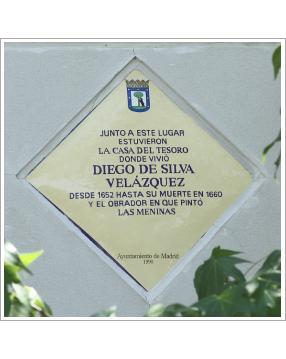 JUNTO A ESTE LUGAR
ESTUVIERON
LA CASA DEL TESORO
DONDE VIVIÓ
DIEGO DE SILVA
VELÁZQUEZ
DESDE 1652 HASTA SU MUERTE EN 1660
Y EL OBRADOR EN QUE PINTÓ
LAS MENINAS
Ayuntamiento de Madrid